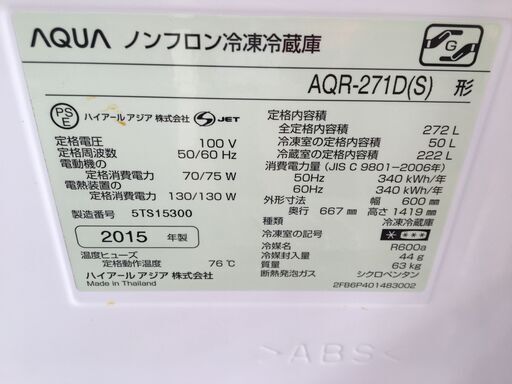 AQUA ノンフロン冷凍冷蔵庫
G
AQR-271D(S) 形
PSE
ハイアール アジア 株式会社 S JET
定格電圧 100 V
定格周波数 50/60 Hz
電動機の
定格消費電力 70/75 W
電熱装置の
定格消費電力 130/130 W
製造番号 5TS15300
2015 年製
温度ヒューズ
定格動作温度 76℃
ハイアール アジア 株式会社
Made in Thailand
定格内容積
全定格内容積 272 L
冷凍室の定格内容積 50 L
冷蔵室の定格内容積 222 L
消費電力量 (JIS C 9801-2006年)
50Hz 340 kWh/年
60Hz 340 kWh/年
外形寸法 幅 600 mm
奥行 667 mm 高さ 1419 mm
種類 冷凍冷蔵庫
冷凍室の記号 * ***
冷媒名 R600a
冷媒封入量 44 g
質量 63 kg
断熱発泡ガス シクロペンタン
2FB6P401483002
>ABS<